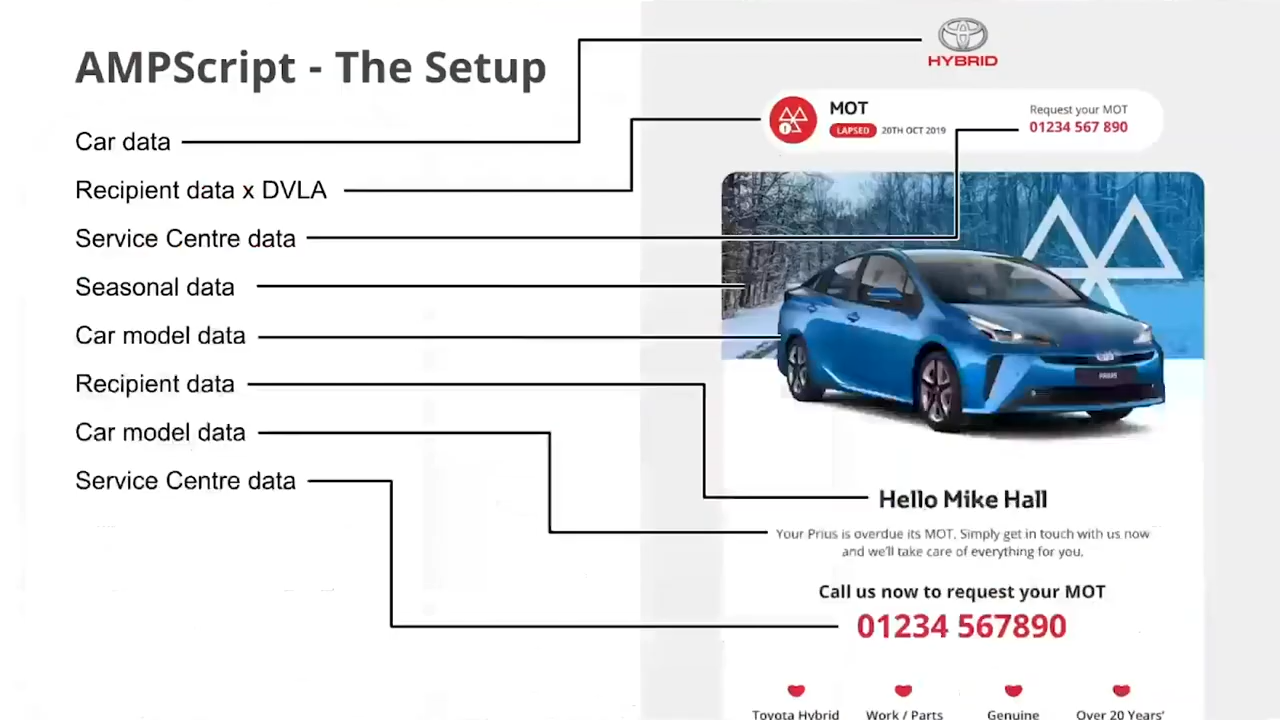 AMPScript - The Setup
Car data
Recipient data x DVLA
Service Centre data
Seasonal data
Car model data
Recipient data
Car model data
Service Centre data
HYBRID
MOT
LAPSED 20TH OCT 2019
Request your MOT
01234 567 890
PRIUS
Hello Mike Hall
Your Prius is overdue its MOT. Simply get in touch with us now
and we'll take care of everything for you.
Call us now to request your MOT
01234 567890
Toyota Hybrid
Work / Parts
Genuine
Over 20 Years'